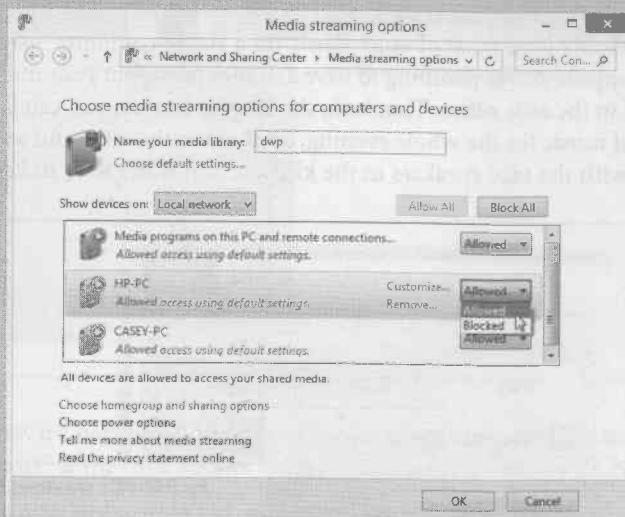 Media streaming options
« Network and Sharing Center ▸ Media streaming options
Search Con...
Choose media streaming options for computers and devices
Name your media library: dwp
Choose default settings...
Show devices on: Local network
Allow All
Block All
Media programs on this PC and remote connections...
Allowed access using default settings.
Allowed
HP-PC
Allowed access using default settings.
Customize...
Remove...
Allowed
Allowed
Blocked
CASEY-PC
Allowed access using default settings.
Allowed
All devices are allowed to access your shared media.
Choose homegroup and sharing options
Choose power options
Tell me more about media streaming
Read the privacy statement online
OK
Cancel